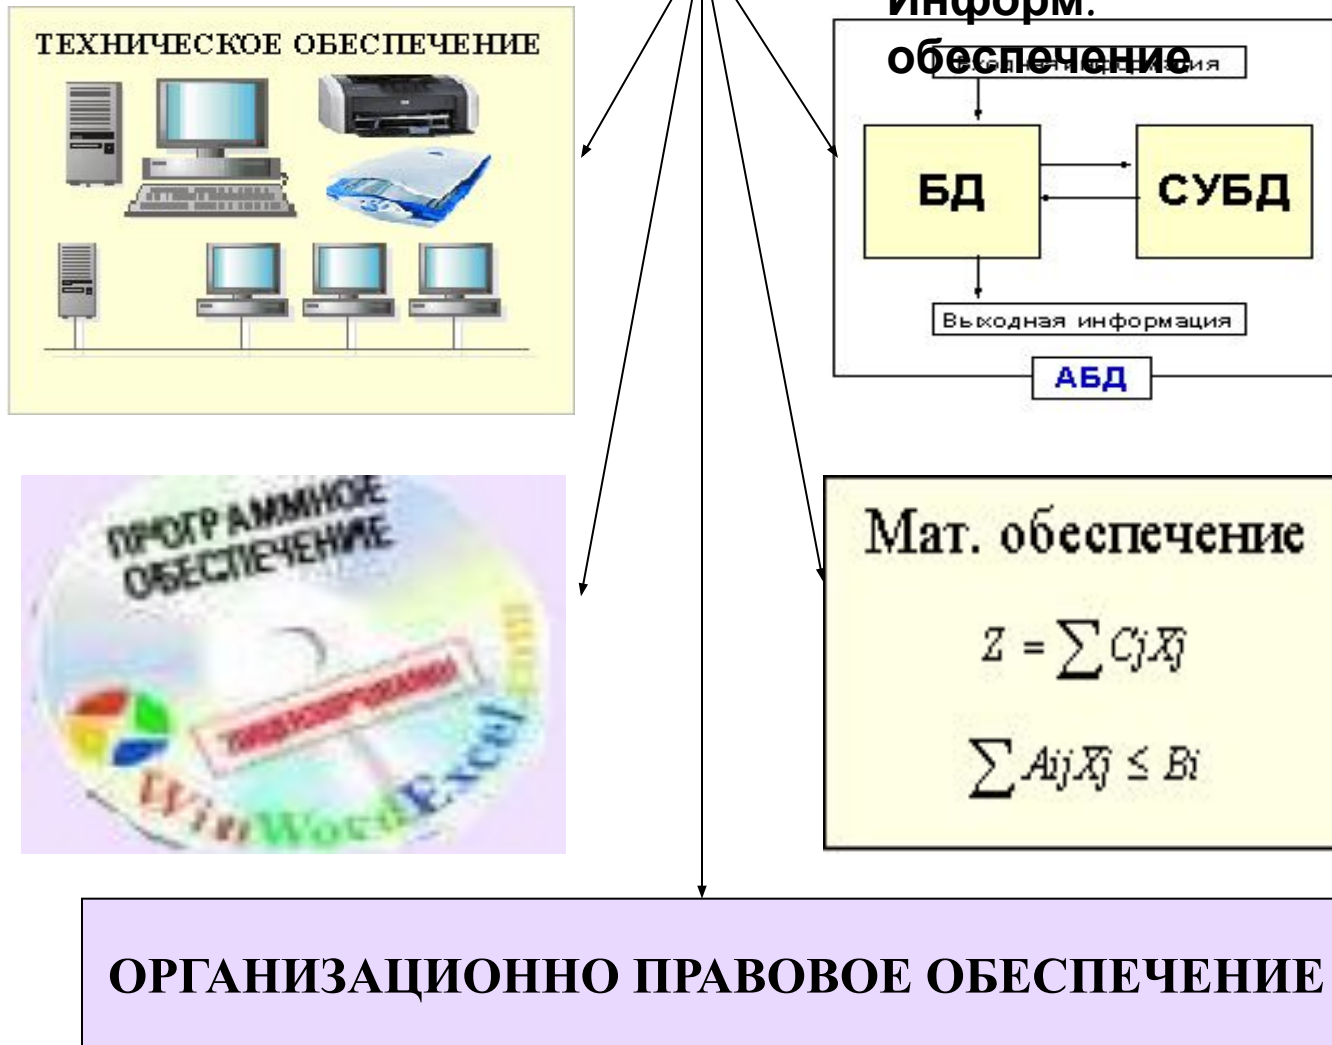 ТЕХНИЧЕСКОЕ ОБЕСПЕЧЕНИЕ
Информ.
обеспечение
БД
СУБД
Выходная информация
АБД
ПРОГРАММНОЕ
ОБЕСПЕЧЕНИЕ
Win Word Excel
Мат. обеспечение
Z = ∑ CjXj
∑ AijXj ≤ Bi
ОРГАНИЗАЦИОННО ПРАВОВОЕ ОБЕСПЕЧЕНИЕ